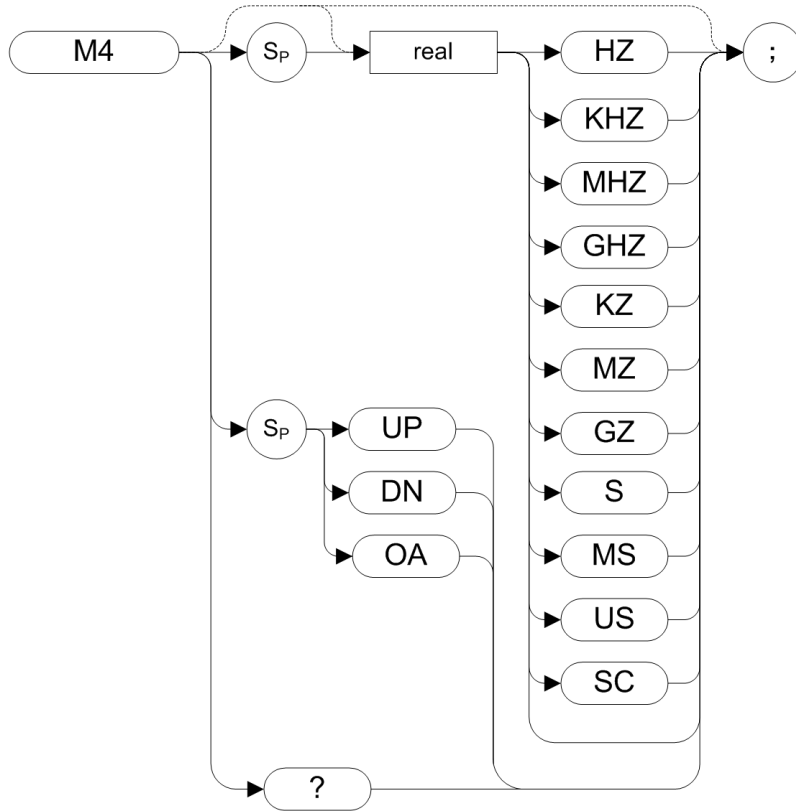 M4 SP real HZ ;
KHZ
MHZ
GHZ
KZ
MZ
SP UP GZ
DN S
OA MS
US
SC
?